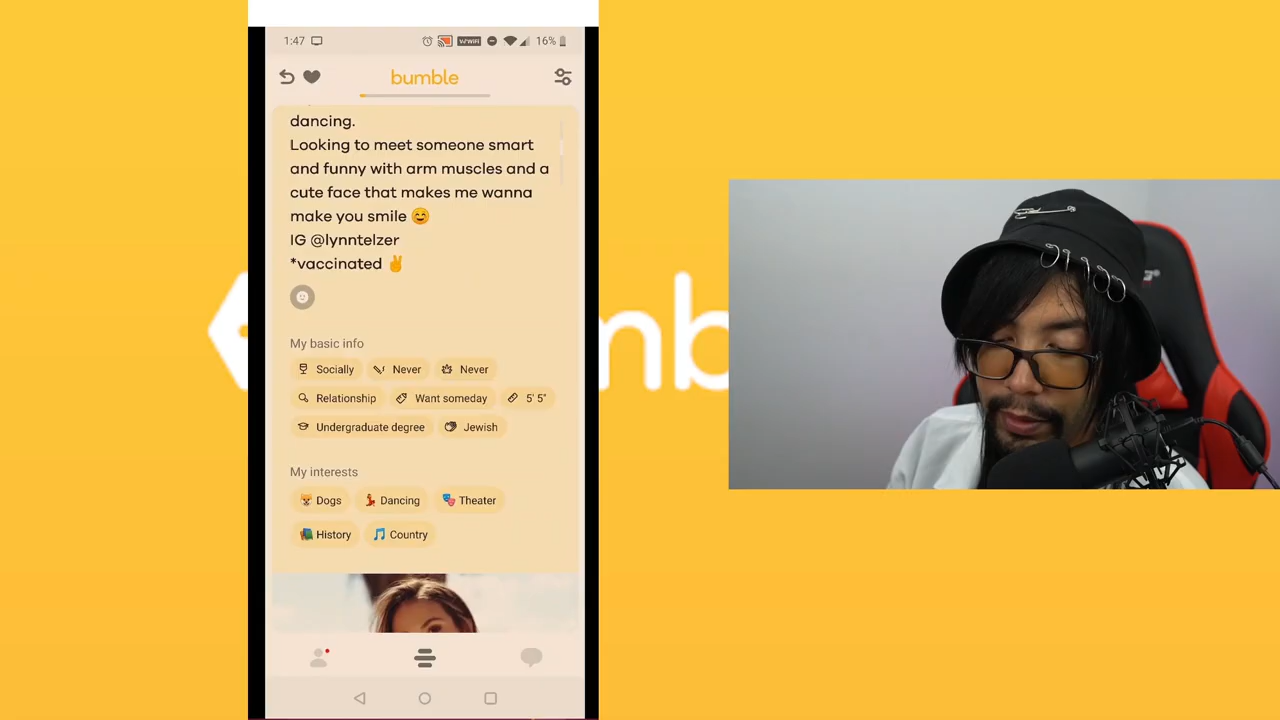 1:47
VoWiFi
16%
bumble
dancing.
Looking to meet someone smart
and funny with arm muscles and a
cute face that makes me wanna
make you smile 😊
IG @lynntelzer
*vaccinated ✌️
My basic info
Socially Never Never
Relationship Want someday 5' 5"
Undergraduate degree Jewish
My interests
Dogs Dancing Theater
History Country
mb